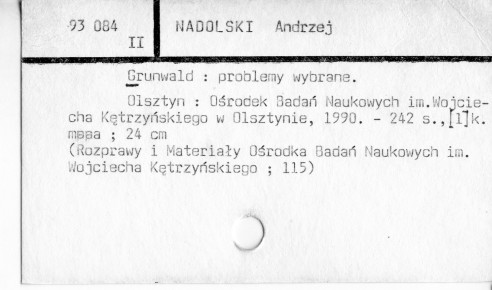 93 084
II
NADOLSKI Andrzej
Grunwald : problemy wybrane.
Olsztyn : Ośrodek Badań Naukowych im.Wojcie-
cha Kętrzyńskiego w Olsztynie, 1990. - 242 s.,[1]k.
mapa ; 24 cm
(Rozprawy i Materiały Ośrodka Badań Naukowych im.
Wojciecha Kętrzyńskiego ; 115)